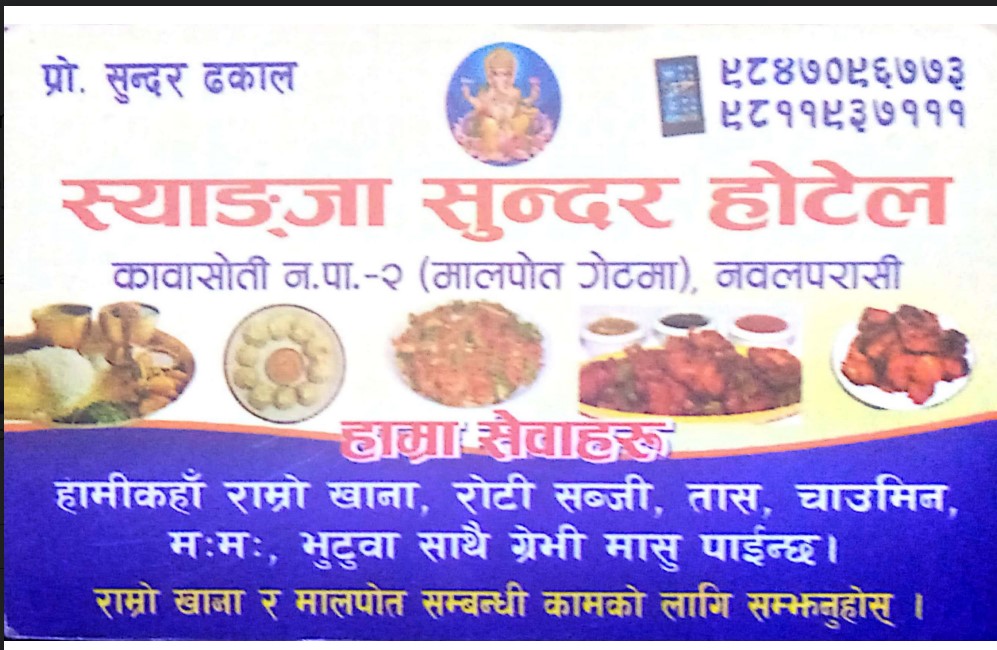 प्रो. सुन्दर ढकाल
९८४७०९६७७३
९८११९३७१११
स्याङ्जा सुन्दर होटेल
कावासोती न.पा.-२ (मालपोत गेटमा), नवलपरासी
हाम्रा सेवाहरू
हामीकहाँ राम्रो खाना, रोटी सब्जी, तास, चाउमिन,
म:म:, भुटुवा साथै ग्रेभी मासु पाईन्छ।
राम्रो खाना र मालपोत सम्बन्धी कामको लागि सम्झनुहोस् ।